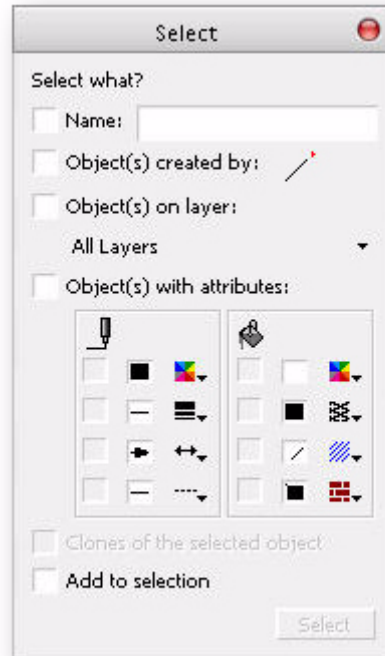 Select
Select what?
Name:
Object(s) created by:
Object(s) on layer:
All Layers
Object(s) with attributes:
Clones of the selected object
Add to selection
Select